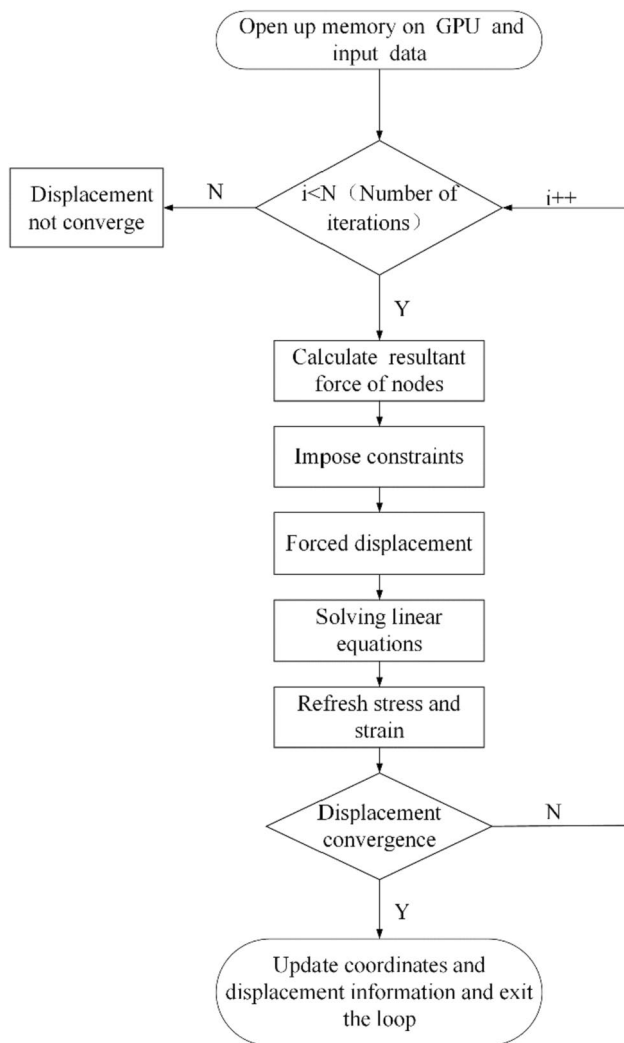 Open up memory on GPU and
input data
i<N（Number of
iterations）
N
Displacement
not converge
i++
Y
Calculate resultant
force of nodes
Impose constraints
Forced displacement
Solving linear
equations
Refresh stress and
strain
Displacement
convergence
N
Y
Update coordinates and
displacement information and exit
the loop